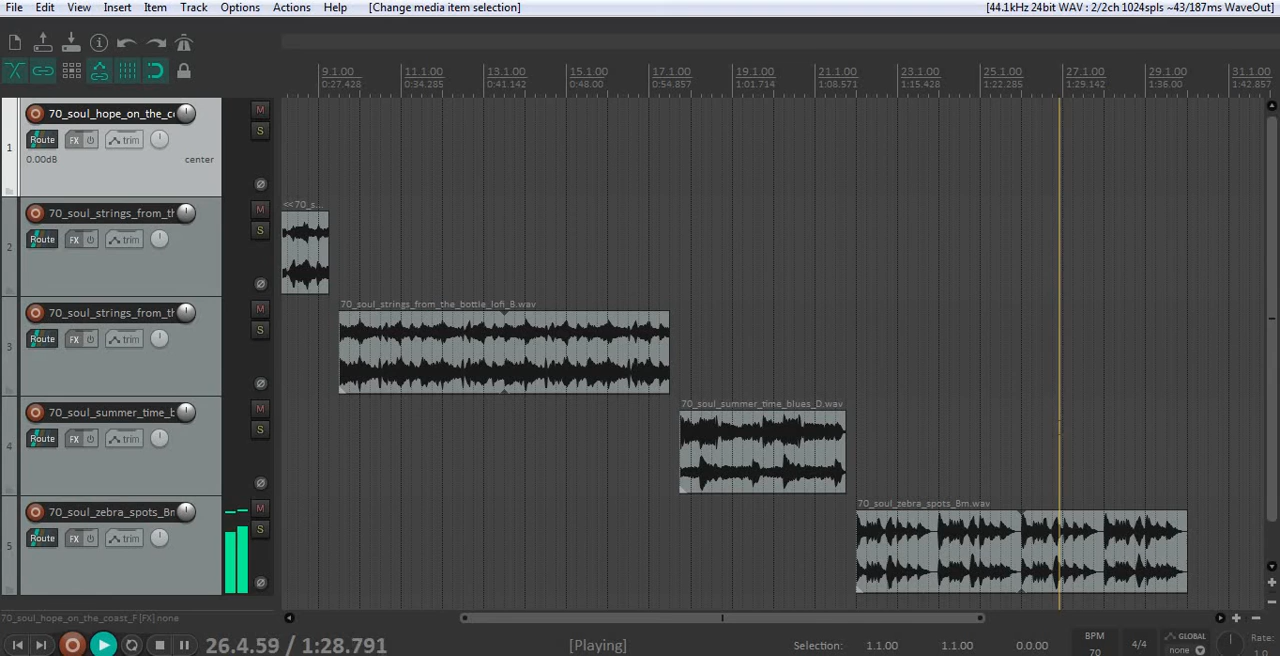 File Edit View Insert Item Track Options Actions Help [Change media item selection] [44.1kHz 24bit WAV : 2/2ch 1024spls ~43/187ms WaveOut]
9.1.00 11.1.00 13.1.00 15.1.00 17.1.00 19.1.00 21.1.00 23.1.00 25.1.00 27.1.00 29.1.00 31.1.00
0:27.428 0:34.285 0:41.142 0:48.00 0:54.857 1:01.714 1:08.571 1:15.428 1:22.285 1:29.142 1:36.00 1:42.857
70_soul_hope_on_the_co M
1 Route FX trim S
0.00dB center
<<70_s...
70_soul_strings_from_th M
2 Route FX trim S
70_soul_strings_from_the_bottle_lofi_B.wav
70_soul_strings_from_th M
3 Route FX trim S
70_soul_summer_time_blues_D.wav
70_soul_summer_time_b M
4 Route FX trim S
70_soul_zebra_spots_Bm.wav
70_soul_zebra_spots_Bm M
5 Route FX trim S
70_soul_hope_on_the_coast_F [FX] none
26.4.59 / 1:28.791 [Playing] Selection: 1.1.00 1.1.00 0.0.00 BPM 70 4/4 GLOBAL none Rate: 1.0